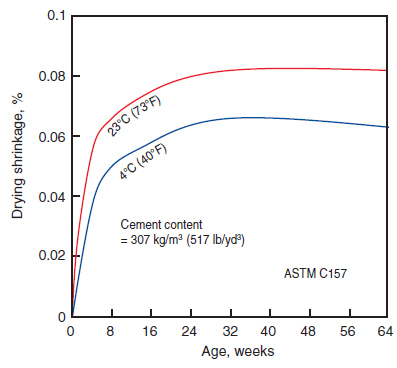 0.1
0.08
0.06
0.04
0.02
0
Drying shrinkage, %
23°C (73°F)
4°C (40°F)
Cement content
= 307 kg/m³ (517 lb/yd³)
ASTM C157
0 8 16 24 32 40 48 56 64
Age, weeks